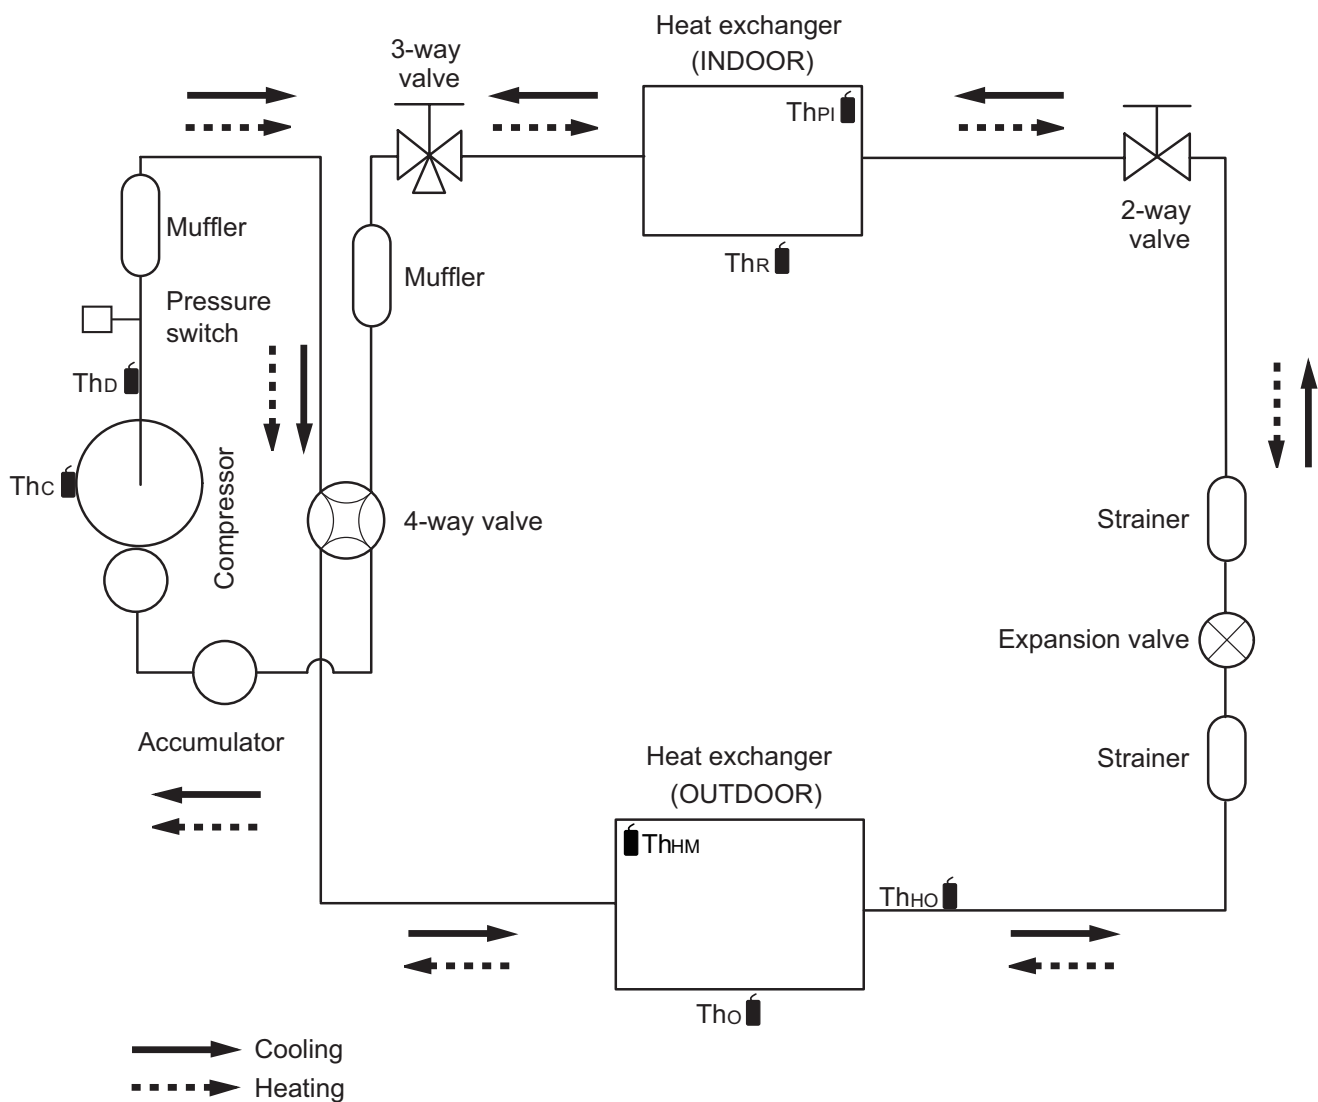 Heat exchanger
(INDOOR)
3-way
valve
ThPI
2-way
valve
Muffler
ThR
Muffler
Pressure
switch
ThD
ThC
Compressor
4-way valve
Strainer
Expansion valve
Strainer
Accumulator
Heat exchanger
(OUTDOOR)
ThHM
ThHO
ThO
Cooling
Heating